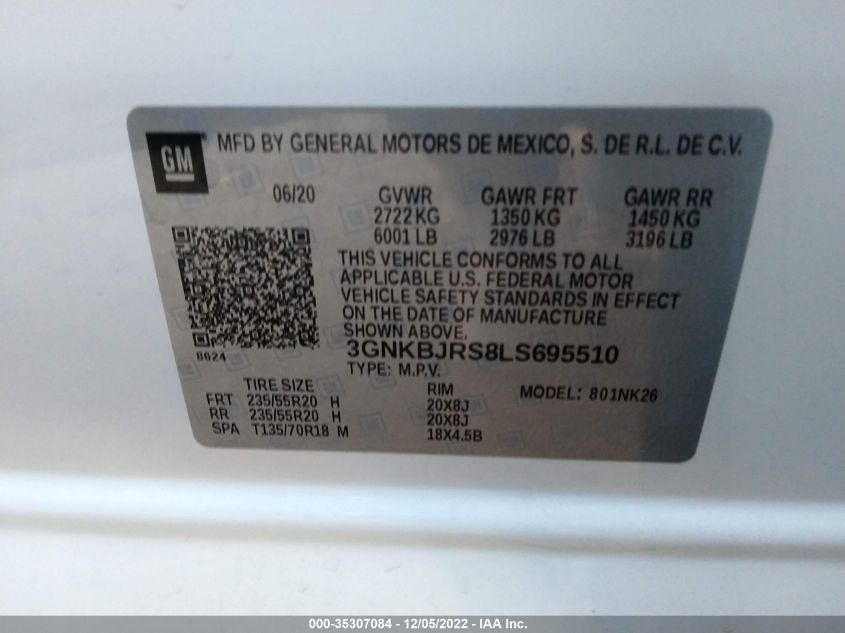 GM
MFD BY GENERAL MOTORS DE MEXICO, S. DE R.L. DE C.V.
06/20 GVWR GAWR FRT GAWR RR
2722 KG 1350 KG 1450 KG
6001 LB 2976 LB 3196 LB
THIS VEHICLE CONFORMS TO ALL
APPLICABLE U.S. FEDERAL MOTOR
VEHICLE SAFETY STANDARDS IN EFFECT
ON THE DATE OF MANUFACTURE
SHOWN ABOVE.
8624
3GNKBJRS8LS695510
TYPE: M.P.V.
TIRE SIZE RIM MODEL: 801NK26
FRT 235/55R20 H 20X8J
RR 235/55R20 H 20X8J
SPA T135/70R18 M 18X4.5B
000-35307084 - 12/05/2022 - IAA Inc.